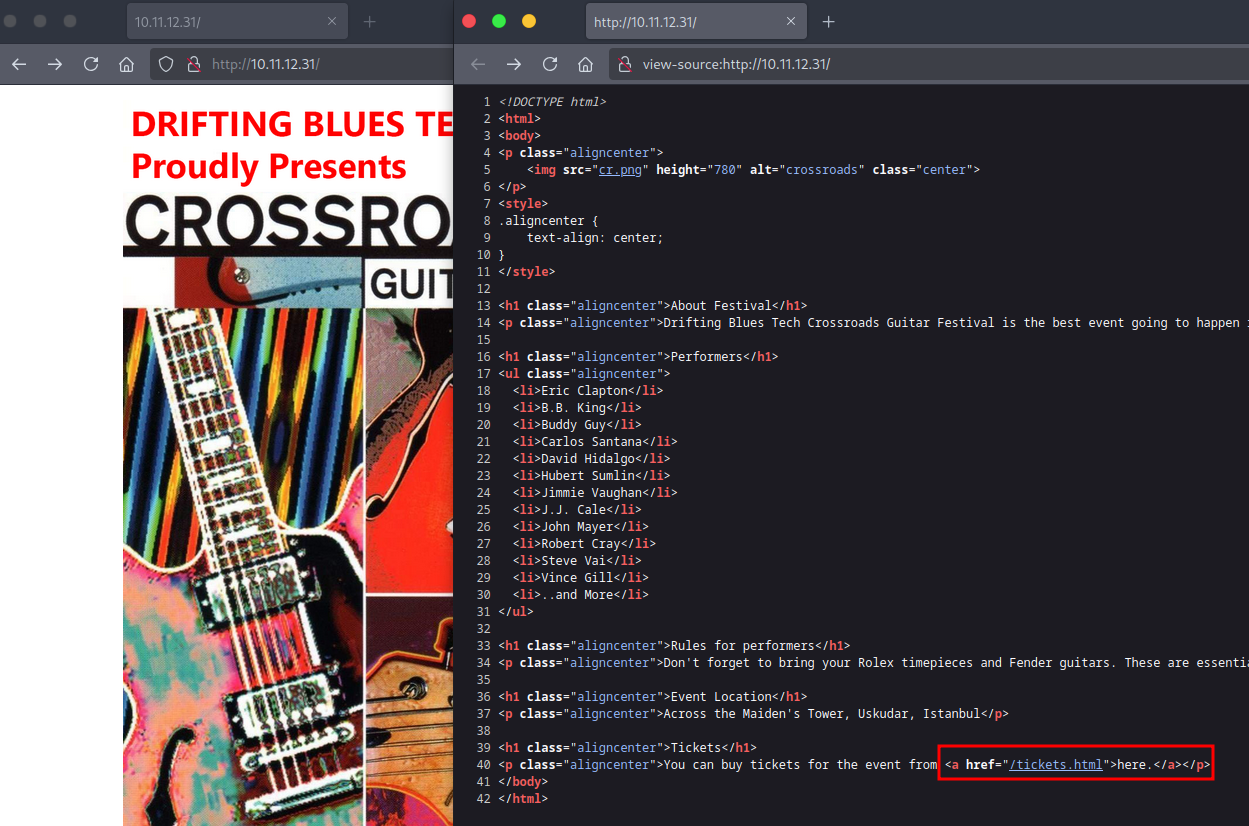 10.11.12.31/
http://10.11.12.31/
DRIFTING BLUES TE
Proudly Presents
CROSSRO
GUIT
http://10.11.12.31/
view-source:http://10.11.12.31/
1 <!DOCTYPE html>
2 <html>
3 <body>
4 <p class="aligncenter">
5 <img src="cr.png" height="780" alt="crossroads" class="center">
6 </p>
7 <style>
8 .aligncenter {
9 text-align: center;
10 }
11 </style>
12
13 <h1 class="aligncenter">About Festival</h1>
14 <p class="aligncenter">Drifting Blues Tech Crossroads Guitar Festival is the best event going to happen
15
16 <h1 class="aligncenter">Performers</h1>
17 <ul class="aligncenter">
18 <li>Eric Clapton</li>
19 <li>B.B. King</li>
20 <li>Buddy Guy</li>
21 <li>Carlos Santana</li>
22 <li>David Hidalgo</li>
23 <li>Hubert Sumlin</li>
24 <li>Jimmie Vaughan</li>
25 <li>J.J. Cale</li>
26 <li>John Mayer</li>
27 <li>Robert Cray</li>
28 <li>Steve Vai</li>
29 <li>Vince Gill</li>
30 <li>..and More</li>
31 </ul>
32
33 <h1 class="aligncenter">Rules for performers</h1>
34 <p class="aligncenter">Don't forget to bring your Rolex timepieces and Fender guitars. These are essentia
35
36 <h1 class="aligncenter">Event Location</h1>
37 <p class="aligncenter">Across the Maiden's Tower, Uskudar, Istanbul</p>
38
39 <h1 class="aligncenter">Tickets</h1>
40 <p class="aligncenter">You can buy tickets for the event from <a href="/tickets.html">here.</a></p>
41 </body>
42 </html>